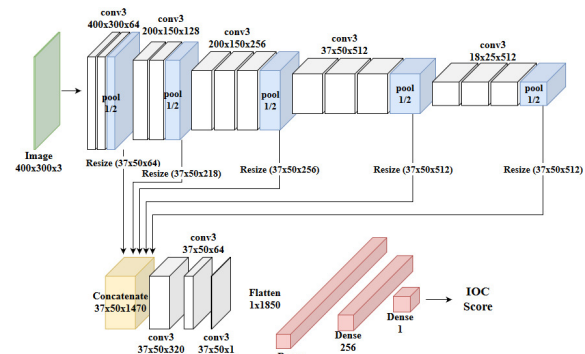 conv3
400x300x64
conv3
200x150x128
conv3
200x150x256
conv3
37x50x512
conv3
18x25x512
pool
1/2
pool
1/2
pool
1/2
pool
1/2
pool
1/2
Image
400x300x3
Resize (37x50x64)
Resize (37x50x218)
Resize (37x50x256)
Resize (37x50x512)
Resize (37x50x512)
conv3
37x50x64
Concatenate
37x50x1470
conv3
37x50x320
conv3
37x50x1
Flatten
1x1850
Dense
256
Dense
1
IOC
Score